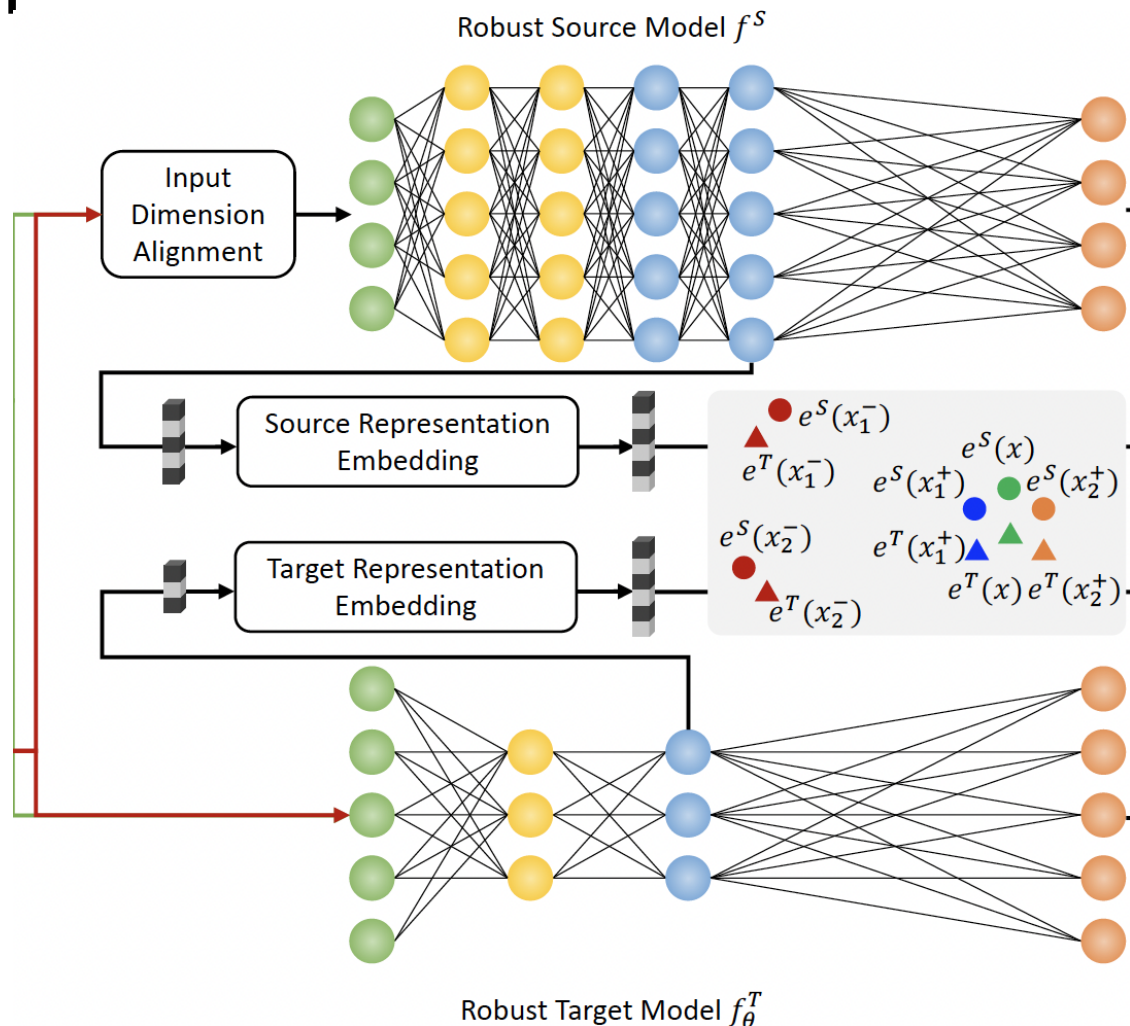 Robust Source Model f^S
Input
Dimension
Alignment
Source Representation
Embedding
e^S(x_1^-)
e^T(x_1^-)
e^S(x)
e^S(x_1^+)
e^S(x_2^+)
e^T(x_1^+)
e^T(x)
e^T(x_2^+)
e^S(x_2^-)
e^T(x_2^-)
Target Representation
Embedding
Robust Target Model f_θ^T